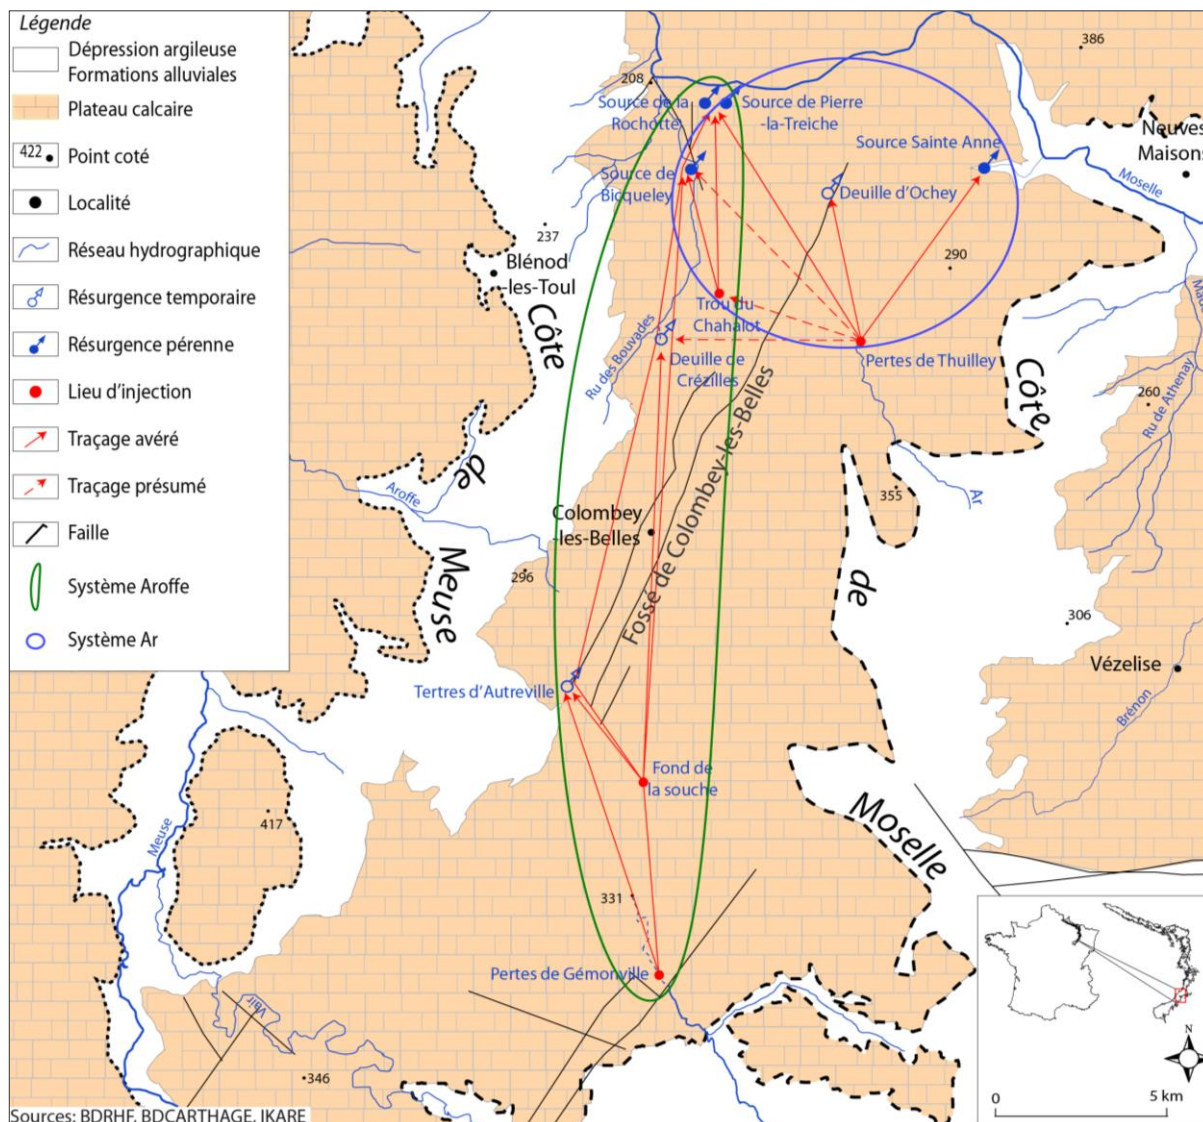 Légende
Dépression argileuse
Formations alluviales
Plateau calcaire
422
Point coté
Localité
Réseau hydrographique
Résurgence temporaire
Résurgence pérenne
Lieu d'injection
Traçage avéré
Traçage présumé
Faille
Système Aroffe
Système Ar
386
208
Source de la
Rochotte
Source de Pierre
-la-Treiche
Neuves
Maisons
Source Sainte Anne
Source de
Bicqueley
Deuille d'Ochey
Moselle
237
290
Blénod
-les-Toul
Côte
de
Meuse
Trou du
Chahalot
Ru des Bouvades
Deuille de
Crézilles
Pertes de Thuilley
Côte
de
Moselle
Ru de Athenay
260
355
Ar
Aroffe
Colombey
-les-Belles
Fossé de Colombey-les-Belles
296
306
Vézelise
Brénon
Tertres d'Autreville
Fond de
la souche
417
Meuse
331
Pertes de Gémonville
Vair
346
N
0
5 km
Sources: BDRHF, BDCARTHAGE, IKARE